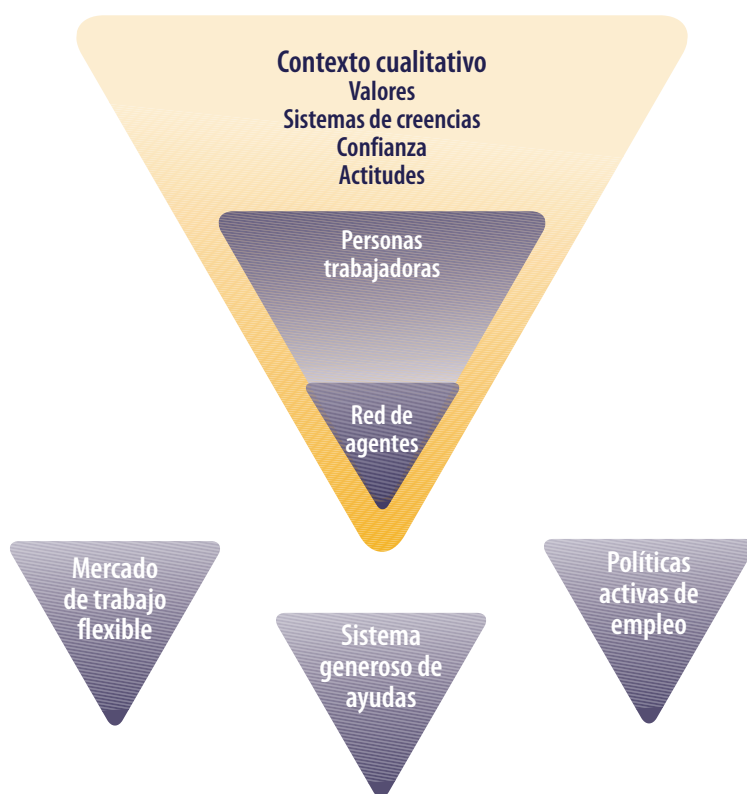 Contexto cualitativo
Valores
Sistemas de creencias
Confianza
Actitudes
Personas
trabajadoras
Red de
agentes
Mercado
de trabajo
flexible
Sistema
generoso de
ayudas
Políticas
activas de
empleo